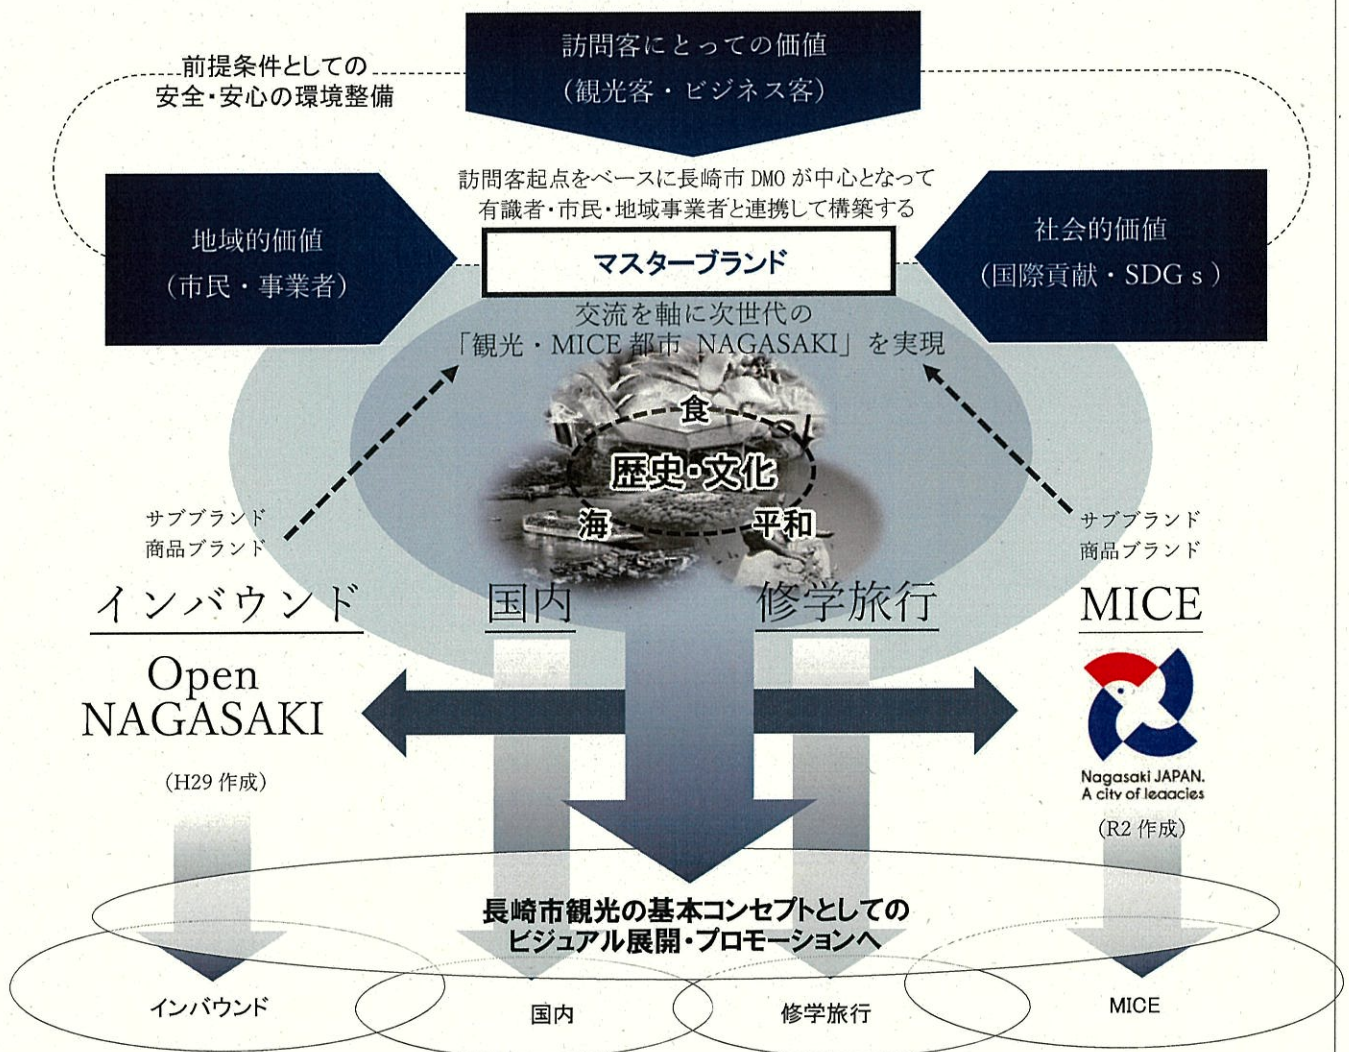 訪問客にとっての価値
(観光客・ビジネス客)
前提条件としての
安全・安心の環境整備
訪問客起点をベースに長崎市 DMO が中心となって
有識者・市民・地域事業者と連携して構築する
地域的価値
(市民・事業者)
マスターブランド
社会的価値
(国際貢献・SDGs)
交流を軸に次世代の
「観光・MICE 都市 NAGASAKI」を実現
食
歴史・文化
海
平和
サブブランド
商品ブランド
サブブランド
商品ブランド
インバウンド
国内
修学旅行
MICE
Open
NAGASAKI
(H29 作成)
Nagasaki JAPAN.
A city of legacies
(R2 作成)
長崎市観光の基本コンセプトとしての
ビジュアル展開・プロモーションへ
インバウンド
国内
修学旅行
MICE